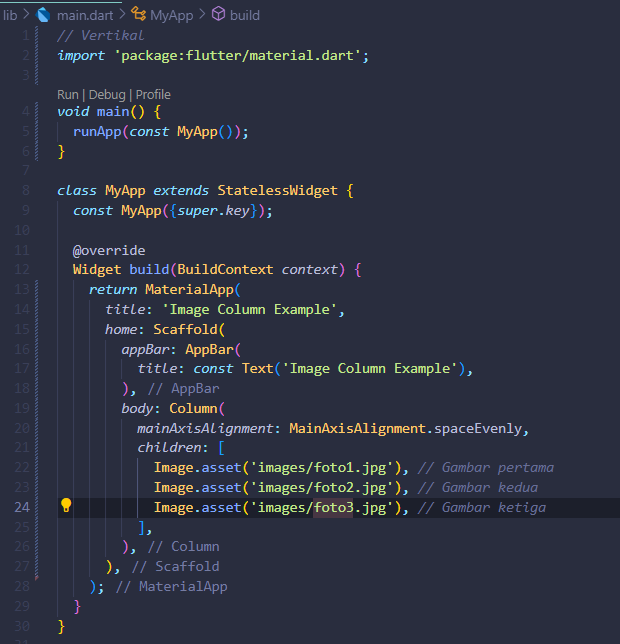 lib > main.dart > MyApp > build
1 // Vertikal
2 import 'package:flutter/material.dart';
3
Run | Debug | Profile
4 void main() {
5   runApp(const MyApp());
6 }
7
8 class MyApp extends StatelessWidget {
9   const MyApp({super.key});
10
11   @override
12   Widget build(BuildContext context) {
13     return MaterialApp(
14       title: 'Image Column Example',
15       home: Scaffold(
16         appBar: AppBar(
17           title: const Text('Image Column Example'),
18         ), // AppBar
19         body: Column(
20           mainAxisAlignment: MainAxisAlignment.spaceEvenly,
21           children: [
22             Image.asset('images/foto1.jpg'), // Gambar pertama
23             Image.asset('images/foto2.jpg'), // Gambar kedua
24             Image.asset('images/foto3.jpg'), // Gambar ketiga
25           ],
26         ), // Column
27       ), // Scaffold
28     ); // MaterialApp
29   }
30 }
31